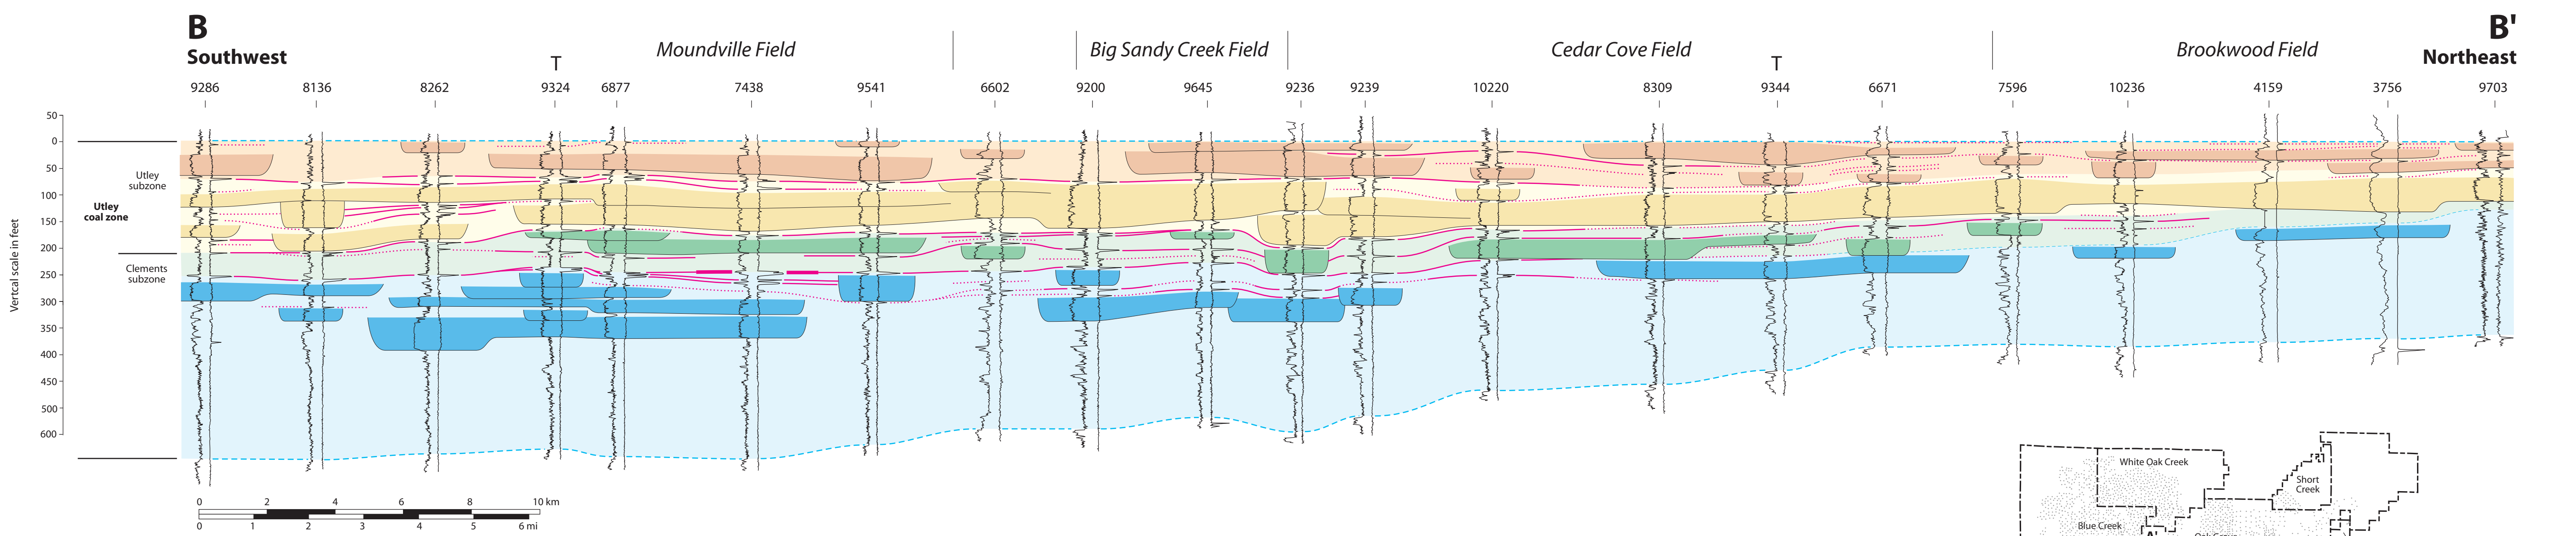 B B'
Southwest Moundville Field Big Sandy Creek Field Cedar Cove Field Brookwood Field Northeast
T T
9286 8136 8262 9324 6877 7438 9541 6602 9200 9645 9236 9239 10220 8309 9344 6671 7596 10236 4159 3756 9703
50
0
50
100
150
200
250
300
350
400
450
500
600
Vertcal scale in feet
Utley
subzone
Utley
coal zone
Clements
subzone
0 2 4 6 8 10 km
0 1 2 3 4 5 6 mi
White Oak Creek
Short
Creek
Blue Creek
A'
Oak Grove